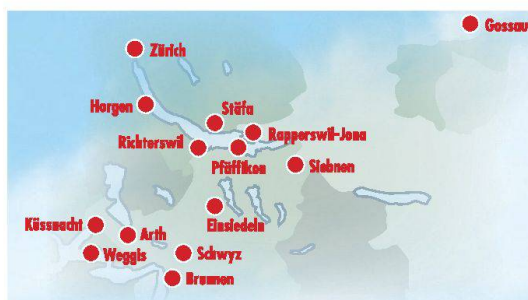 Gossau
Zürich
Horgen
Stäfa
Rapperswil-Jona
Richterswil
Pfäffikon
Siebnen
Einsiedeln
Küssnacht
Arth
Weggis
Schwyz
Brunnen